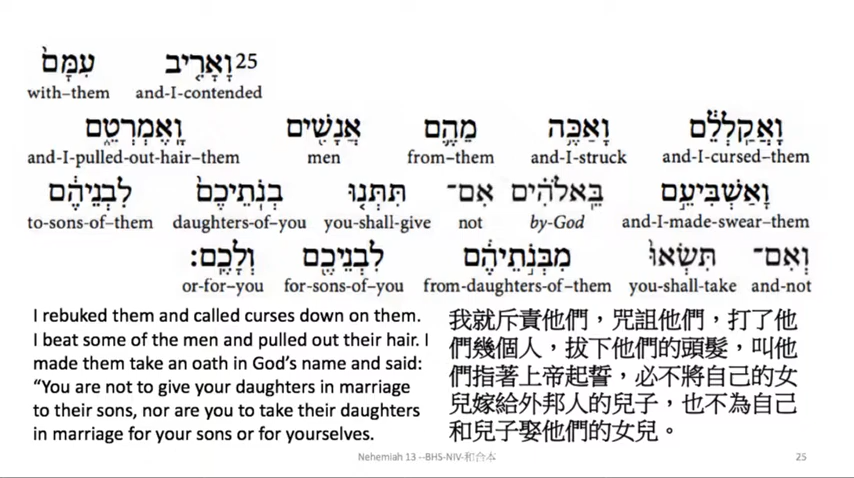 25 וָאָרִ֤יב עִמָּם֙
with–them and-I-contended
וָאֲקַֽלְלֵ֔ם וָאַכֶּ֥ה מֵהֶ֛ם אֲנָשִׁ֖ים וָֽאֶמְרְטֵ֑ם
and-I-pulled-out-hair–them men from–them and-I-struck and-I-cursed–them
וָאַשְׁבִּיעֵ֣ם בֵּֽאלֹהִ֗ים אִם־ תִּתְּנ֤וּ בְנֹֽתֵיכֶם֙ לִבְנֵיהֶ֔ם
to-sons-of–them daughters-of–you you-shall-give not by-God and-I-made-swear–them
וְאִם־ תִּשְׂאוּ֙ מִבְּנֹ֣תֵיהֶ֔ם לִבְנֵיכֶ֖ם וְלָכֶֽם׃
or-for–you for-sons-of–you from-daughters-of–them you-shall-take and-not
I rebuked them and called curses down on them.
I beat some of the men and pulled out their hair. I
made them take an oath in God’s name and said:
“You are not to give your daughters in marriage
to their sons, nor are you to take their daughters
in marriage for your sons or for yourselves.
我就斥責他們，咒詛他們，打了他
們幾個人，拔下他們的頭髮，叫他
們指著上帝起誓，必不將自己的女
兒嫁給外邦人的兒子，也不為自己
和兒子娶他們的女兒。
Nehemiah 13 --BHS-NIV-和合本
25